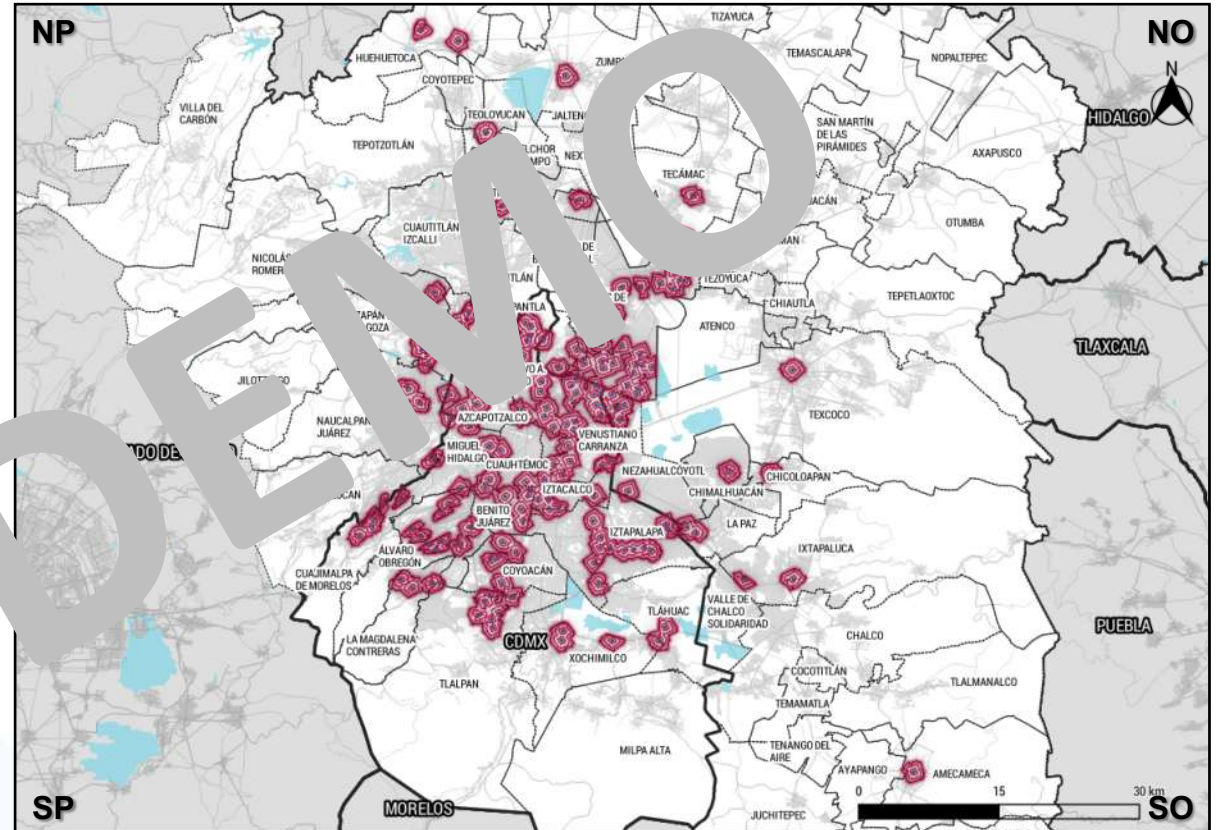 NP
NO
N
TIZAYUCA
TEMASCALAPA
NOPALTEPEC
HUEHUETOCA
COYOTEPEC
HIDALGO
VILLA DEL
CARBÓN
TEOLOYUCAN
SAN MARTÍN
DE LAS
PIRÁMIDES
AXAPUSCO
TEPOTZOTLÁN
TECÁMAC
OTUMBA
CUAUTITLÁN
IZCALLI
TEZOYUCA
CHIAUTLA
TEPETLAOXTOC
ATENCO
TLAXCALA
AZCAPOTZALCO
TEXCOCO
MIGUEL
HIDALGO
CUAUHTÉMOC
VENUSTIANO
CARRANZA
NEZAHUALCÓYOTL
CHICOLOAPAN
CHIMALHUACÁN
IZTACALCO
BENITO
JUÁREZ
IZTAPALAPA
LA PAZ
IXTAPALUCA
ÁLVARO
OBREGÓN
CUAJIMALPA
DE MORELOS
COYOACÁN
VALLE DE
CHALCO
SOLIDARIDAD
TLÁHUAC
LA MAGDALENA
CONTRERAS
CDMX
XOCHIMILCO
CHALCO
PUEBLA
COCOTITLÁN
TLALMANALCO
TLALPAN
TEMAMATLA
MILPA ALTA
TENANGO DEL
AIRE
AYAPANGO
AMECAMECA
0 15 30 km
SP
MORELOS
JUCHITEPEC
SO
DEMO